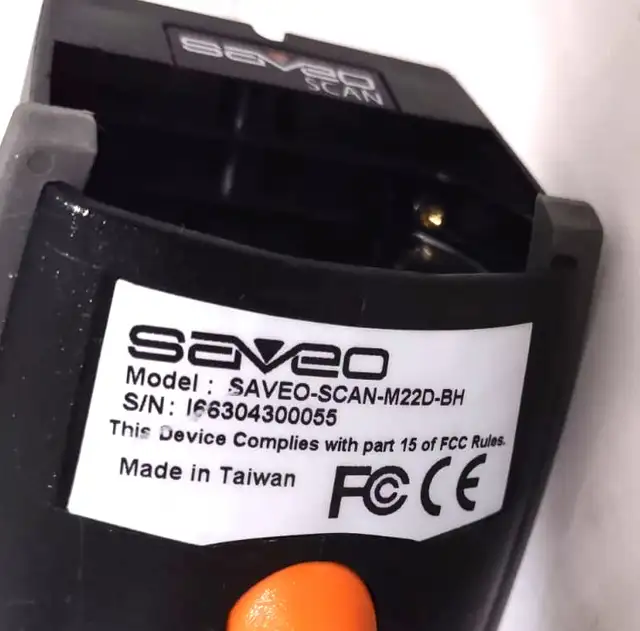 saveo
SCAN
saveo
Model : SAVEO-SCAN-M22D-BH
S/N: I66304300055
This Device Complies with part 15 of FCC Rules.
Made in Taiwan
FC CE